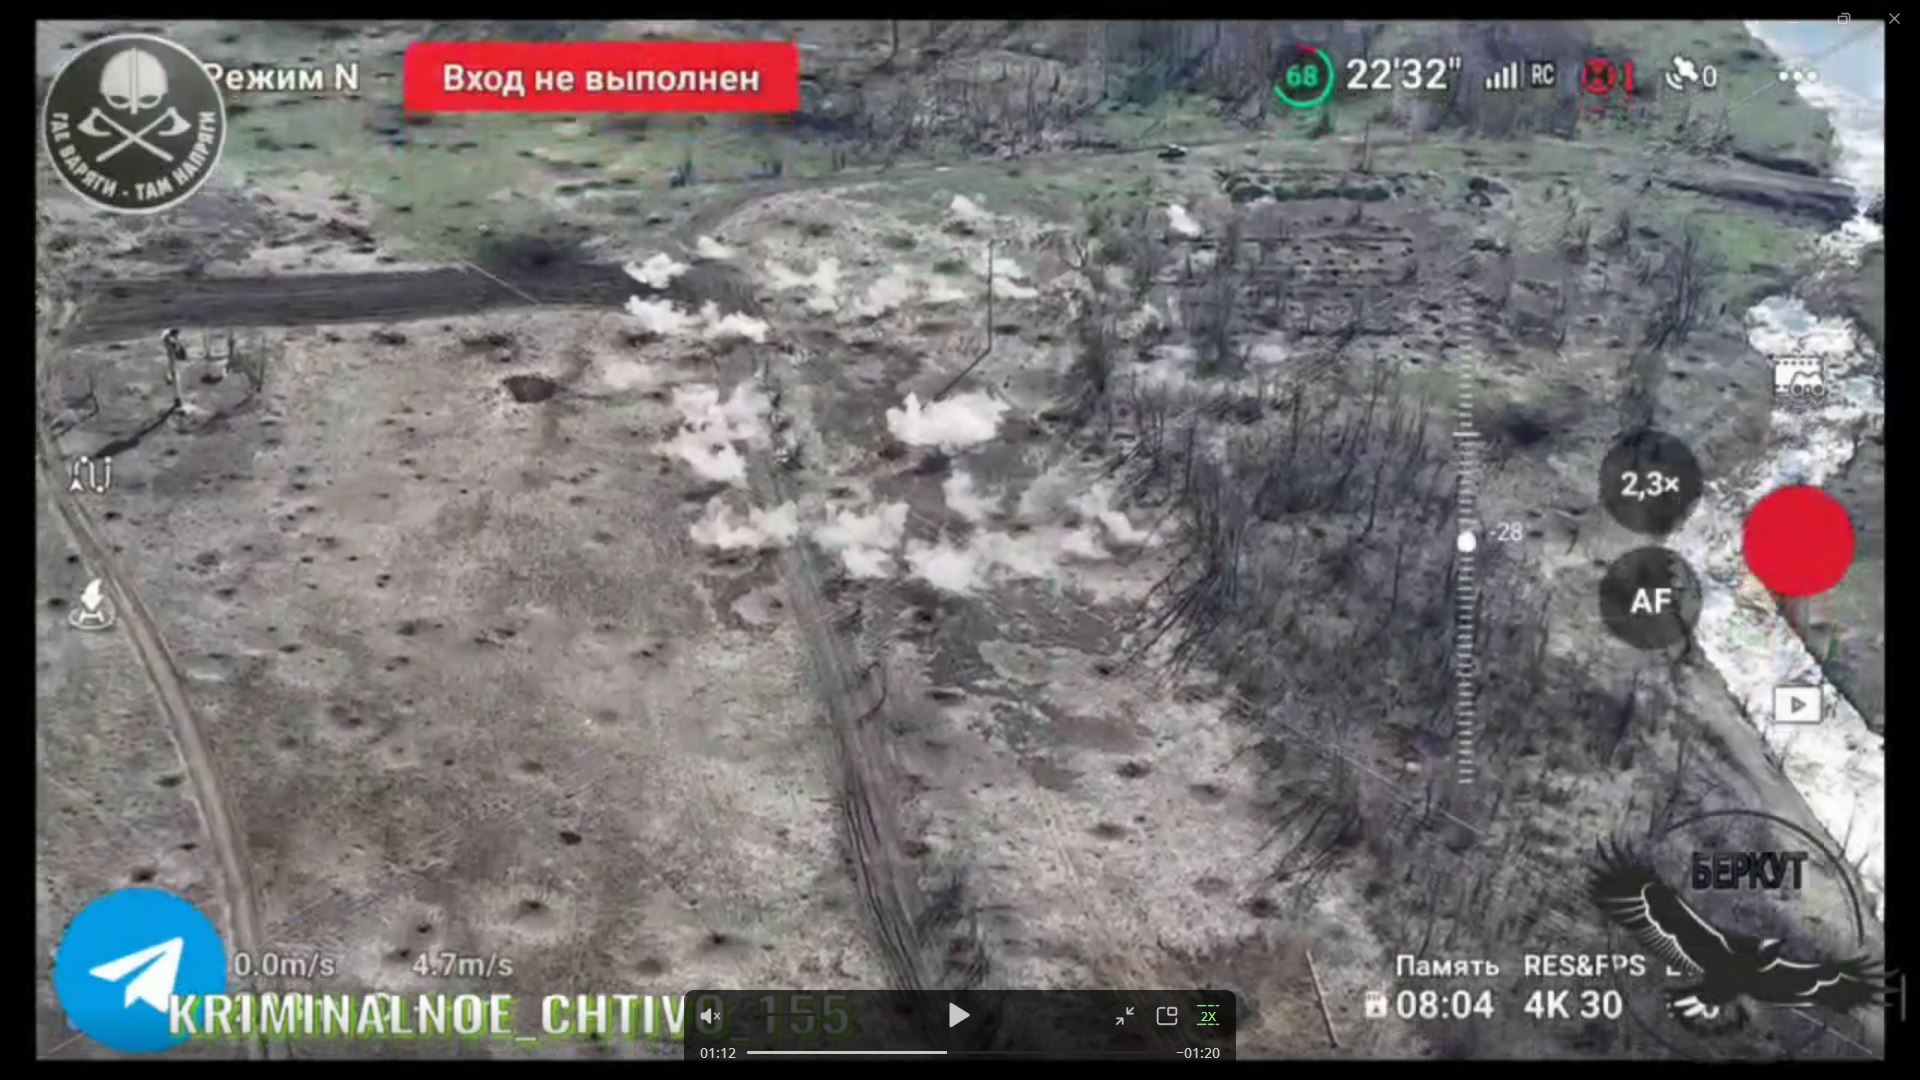 Режим N
Вход не выполнен
68
22'32"
RC
0
ГДЕ ВАРЯГИ - ТАМ НАПРЯГИ
2,3×
-28
AF
БЕРКУТ
0.0m/s
4.7m/s
Память
RES&FPS
08:04
4K 30
KRIMINALNOE_CHTIVO_155
2X
01:12
−01:20